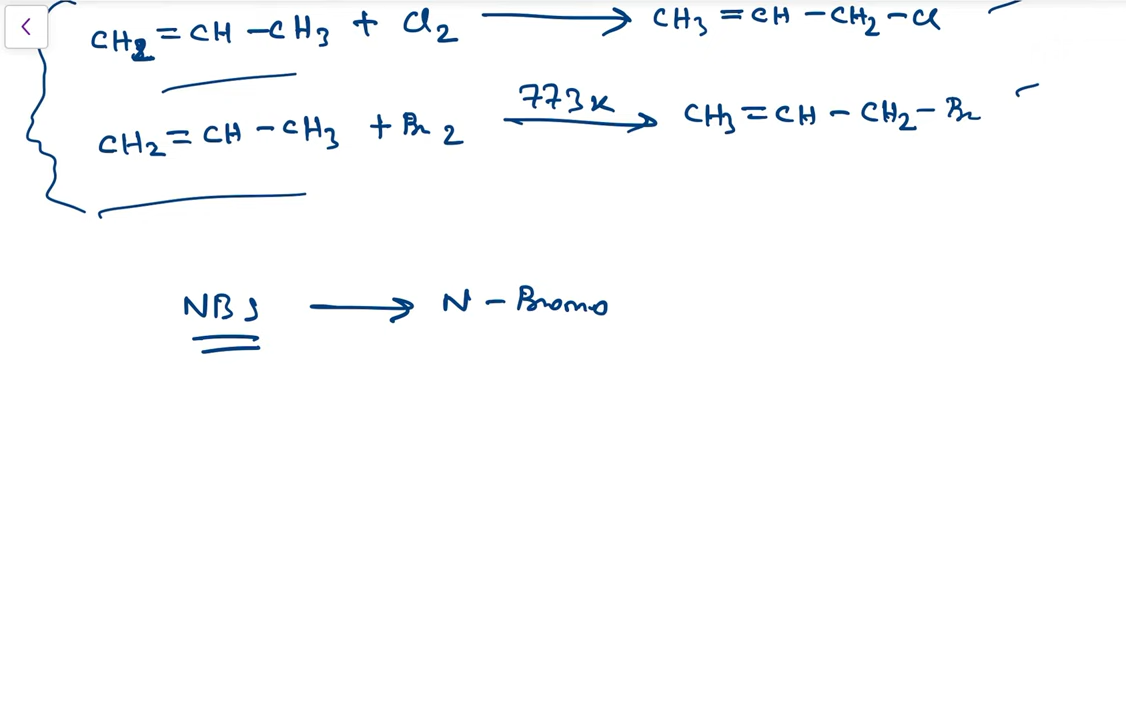 CH2 = CH - CH3 + Cl2 ⟶ CH3 = CH - CH2 - Cl
CH2 = CH - CH3 + Br2 773K ⟶ CH3 = CH - CH2 - Br
NBS ⟶ N - Bromo